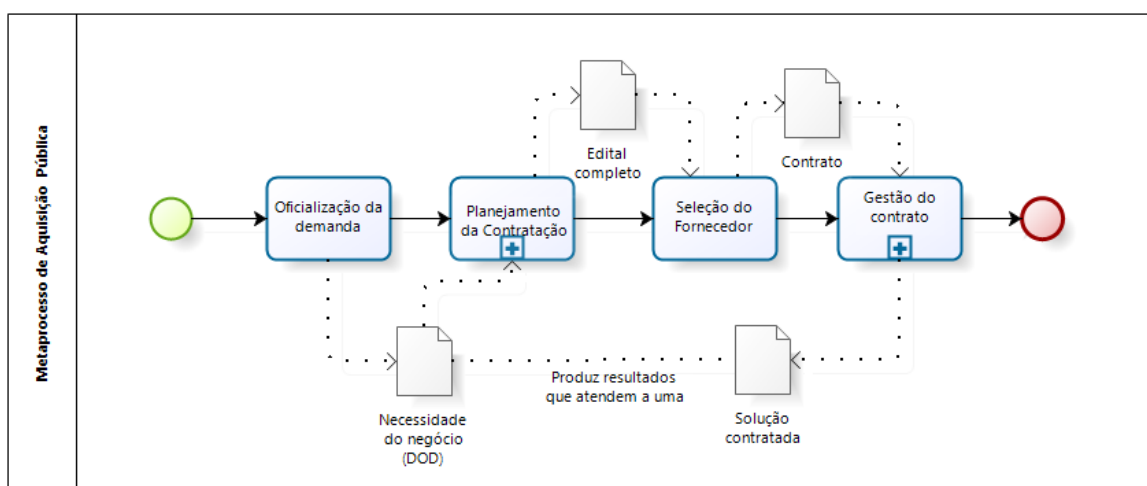 Metaprocesso de Aquisição Pública
Edital
completo
Contrato
Oficialização da
demanda
Planejamento
da Contratação
Seleção do
Fornecedor
Gestão do
contrato
Produz resultados
que atendem a uma
Necessidade
do negócio
(DOD)
Solução
contratada